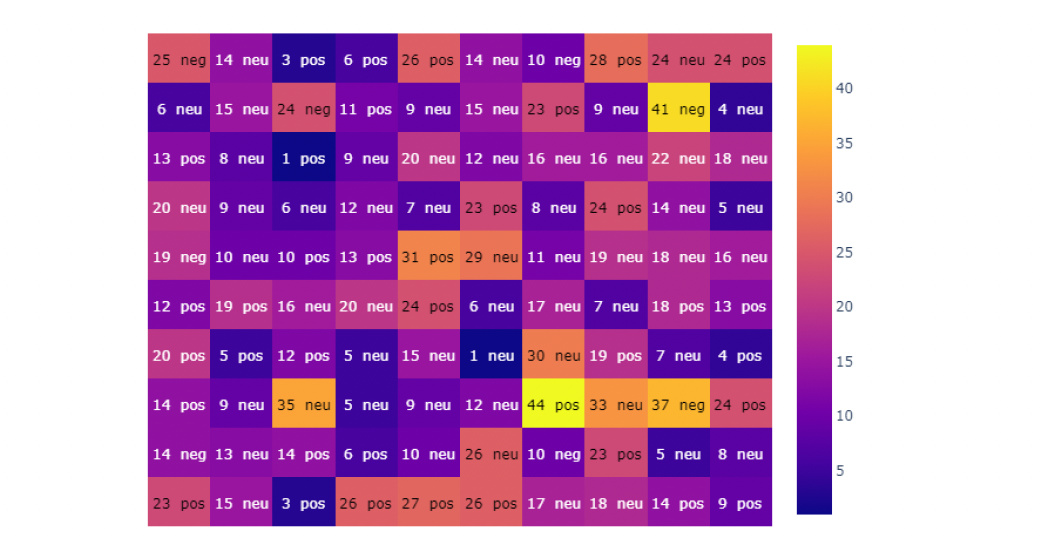 25 neg 14 neu 3 pos 6 pos 26 pos 14 neu 10 neg 28 pos 24 neu 24 pos
6 neu 15 neu 24 neg 11 pos 9 neu 15 neu 23 pos 9 neu 41 neg 4 neu
13 pos 8 neu 1 pos 9 neu 20 neu 12 neu 16 neu 16 neu 22 neu 18 neu
20 neu 9 neu 6 neu 12 neu 7 neu 23 pos 8 neu 24 pos 14 neu 5 neu
19 neg 10 neu 10 pos 13 pos 31 pos 29 neu 11 neu 19 neu 18 neu 16 neu
12 pos 19 pos 16 neu 20 neu 24 pos 6 neu 17 neu 7 neu 18 pos 13 pos
20 pos 5 pos 12 pos 5 neu 15 neu 1 neu 30 neu 19 pos 7 neu 4 pos
14 pos 9 neu 35 neu 5 neu 9 neu 12 neu 44 pos 33 neu 37 neg 24 pos
14 neg 13 neu 14 pos 6 pos 10 neu 26 neu 10 neg 23 pos 5 neu 8 neu
23 pos 15 neu 3 pos 26 pos 27 pos 26 pos 17 neu 18 neu 14 pos 9 pos
40
35
30
25
20
15
10
5